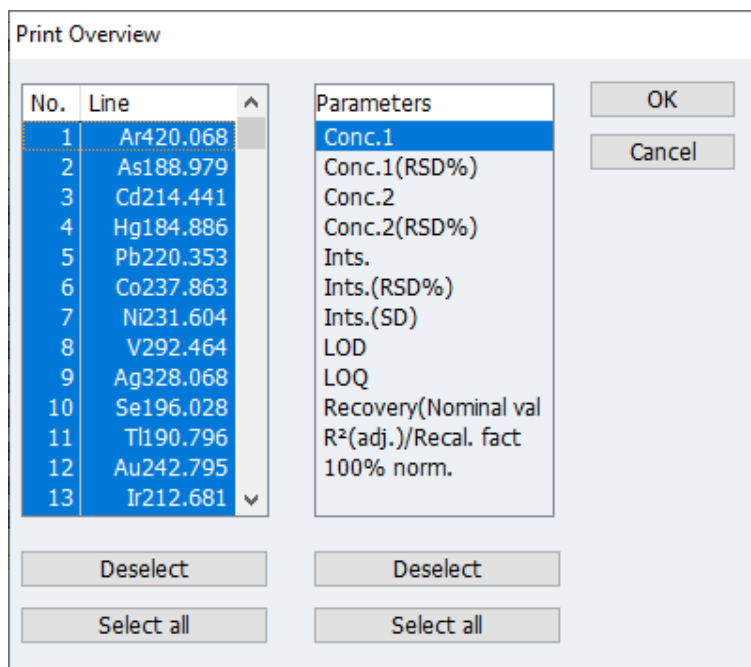 Print Overview
No. Line
1 Ar420.068
2 As188.979
3 Cd214.441
4 Hg184.886
5 Pb220.353
6 Co237.863
7 Ni231.604
8 V292.464
9 Ag328.068
10 Se196.028
11 Tl190.796
12 Au242.795
13 Ir212.681
Deselect
Select all
Parameters
Conc.1
Conc.1(RSD%)
Conc.2
Conc.2(RSD%)
Ints.
Ints.(RSD%)
Ints.(SD)
LOD
LOQ
Recovery(Nominal val
R²(adj.)/Recal. fact
100% norm.
Deselect
Select all
OK
Cancel